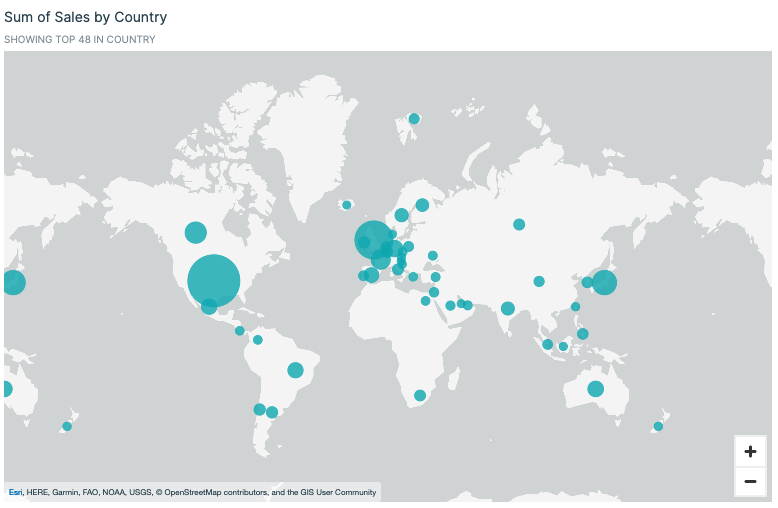 Sum of Sales by Country
SHOWING TOP 48 IN COUNTRY
Esri, HERE, Garmin, FAO, NOAA, USGS, © OpenStreetMap contributors, and the GIS User Community
+
−